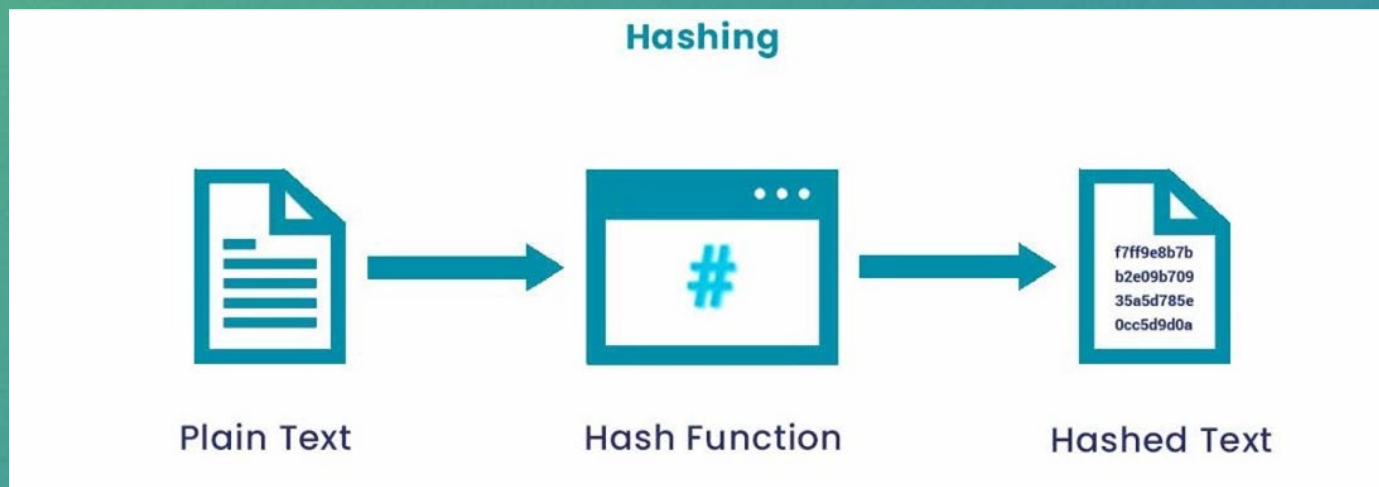 Hashing
#
f7ff9e8b7b
b2e09b709
35a5d785e
0cc5d9d0a
Plain Text
Hash Function
Hashed Text